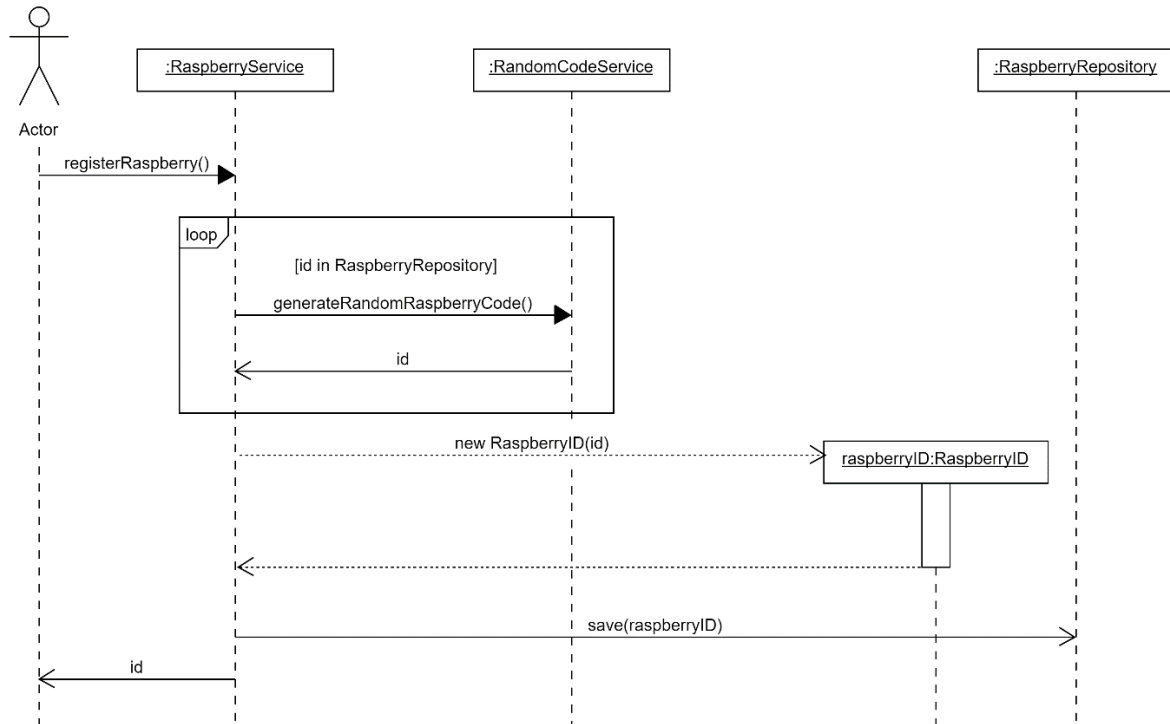 :RaspberryService
:RandomCodeService
:RaspberryRepository
Actor
registerRaspberry()
loop
[id in RaspberryRepository]
generateRandomRaspberryCode()
id
new RaspberryID(id)
raspberryID:RaspberryID
save(raspberryID)
id